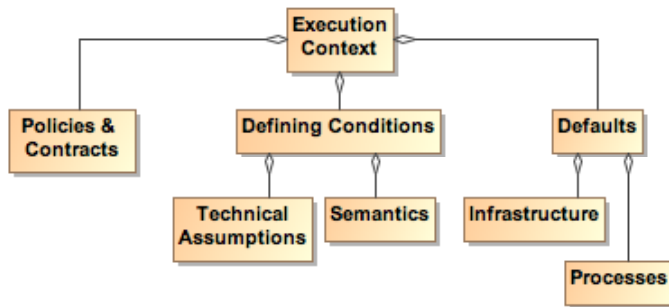 Execution
Context
Policies &
Contracts
Defining Conditions
Defaults
Technical
Assumptions
Semantics
Infrastructure
Processes